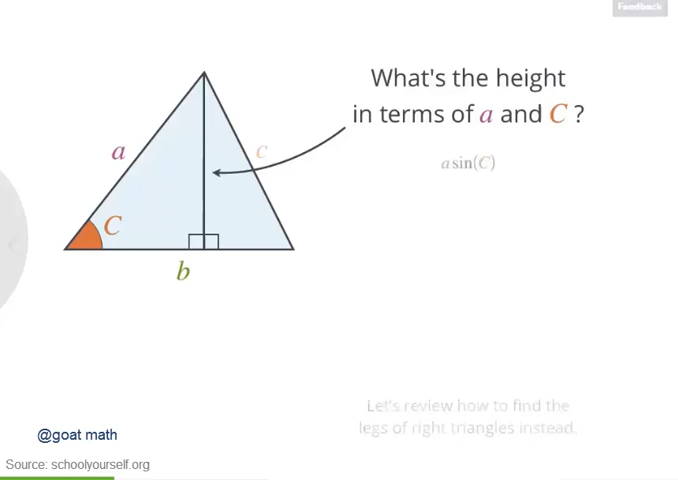 Feedback
What's the height
in terms of a and C ?
a sin(C)
a
c
C
b
Let's review how to find the
legs of right triangles instead.
@goat math
Source: schoolyourself.org